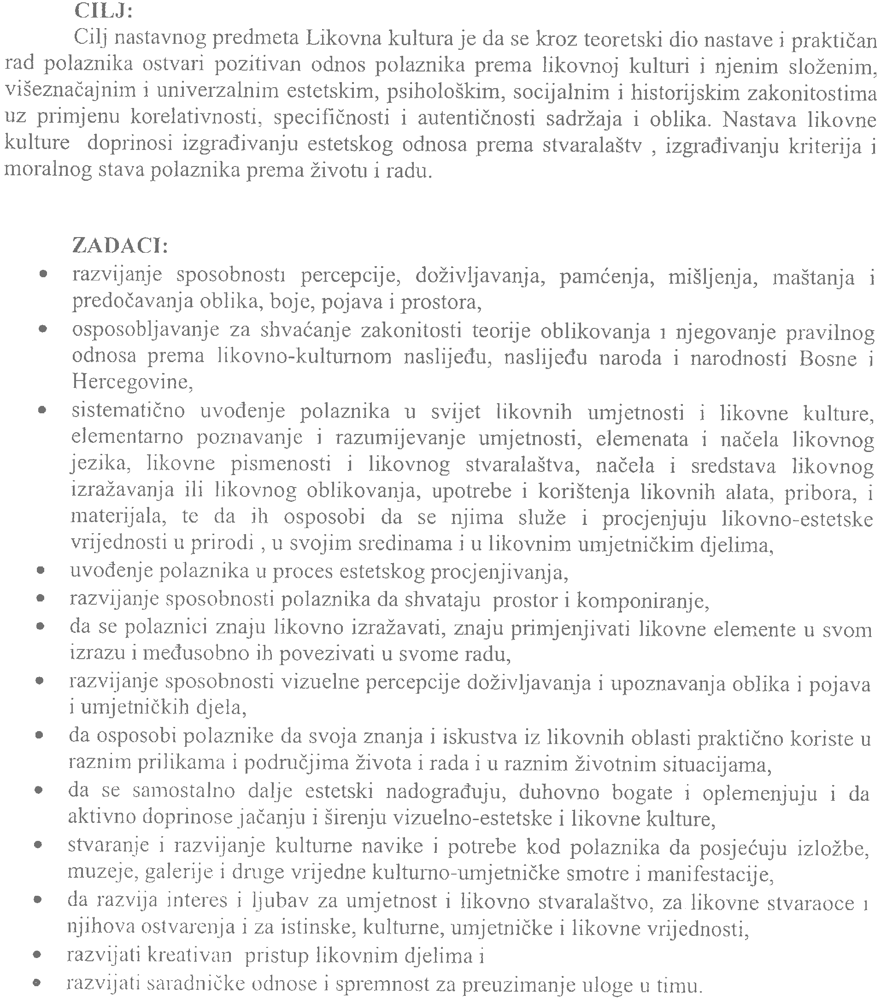 CILJ:
Cilj nastavnog predmeta Likovna kultura je da se kroz teoretski dio nastave i praktičan
rad polaznika ostvari pozitivan odnos polaznika prema likovnoj kulturi i njenim složenim,
višeznačajnim i univerzalnim estetskim, psihološkim, socijalnim i historijskim zakonitostima
uz primjenu korelativnosti, specifičnosti i autentičnosti sadržaja i oblika. Nastava likovne
kulture doprinosi izgrađivanju estetskog odnosa prema stvaralaštv , izgrađivanju kriterija i
moralnog stava polaznika prema životu i radu.
ZADACI:
• razvijanje sposobnosti percepcije, doživljavanja, pamćenja, mišljenja, maštanja i
predočavanja oblika, boje, pojava i prostora,
• osposobljavanje za shvaćanje zakonitosti teorije oblikovanja i njegovanje pravilnog
odnosa prema likovno-kulturnom naslijeđu, naslijeđu naroda i narodnosti Bosne i
Hercegovine,
• sistematično uvođenje polaznika u svijet likovnih umjetnosti i likovne kulture,
elementarno poznavanje i razumijevanje umjetnosti, elemenata i načela likovnog
jezika, likovne pismenosti i likovnog stvaralaštva, načela i sredstava likovnog
izražavanja ili likovnog oblikovanja, upotrebe i korištenja likovnih alata, pribora, i
materijala, te da ih osposobi da se njima služe i procjenjuju likovno-estetske
vrijednosti u prirodi , u svojim sredinama i u likovnim umjetničkim djelima,
• uvođenje polaznika u proces estetskog procjenjivanja,
• razvijanje sposobnosti polaznika da shvataju prostor i komponiranje,
• da se polaznici znaju likovno izražavati, znaju primjenjivati likovne elemente u svom
izrazu i međusobno ih povezivati u svome radu,
• razvijanje sposobnosti vizuelne percepcije doživljavanja i upoznavanja oblika i pojava
i umjetničkih djela,
• da osposobi polaznike da svoja znanja i iskustva iz likovnih oblasti praktično koriste u
raznim prilikama i područjima života i rada i u raznim životnim situacijama,
• da se samostalno dalje estetski nadograđuju, duhovno bogate i oplemenjuju i da
aktivno doprinose jačanju i širenju vizuelno-estetske i likovne kulture,
• stvaranje i razvijanje kulturne navike i potrebe kod polaznika da posjećuju izložbe,
muzeje, galerije i druge vrijedne kulturno-umjetničke smotre i manifestacije,
• da razvija interes i ljubav za umjetnost i likovno stvaralaštvo, za likovne stvaraoce i
njihova ostvarenja i za istinske, kulturne, umjetničke i likovne vrijednosti,
• razvijati kreativan pristup likovnim djelima i
• razvijati saradničke odnose i spremnost za preuzimanje uloge u timu.